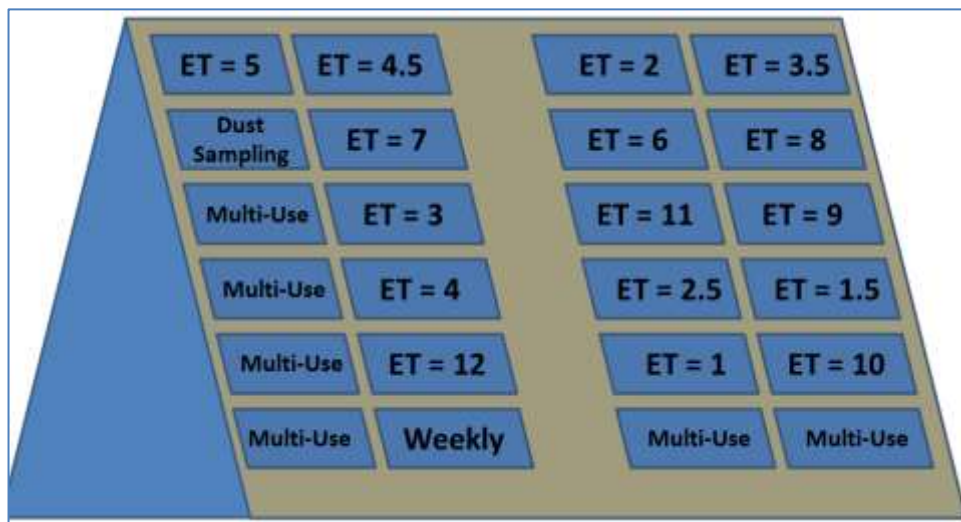 ET = 5 ET = 4.5 ET = 2 ET = 3.5
Dust
Sampling
ET = 7 ET = 6 ET = 8
Multi-Use ET = 3 ET = 11 ET = 9
Multi-Use ET = 4 ET = 2.5 ET = 1.5
Multi-Use ET = 12 ET = 1 ET = 10
Multi-Use Weekly Multi-Use Multi-Use